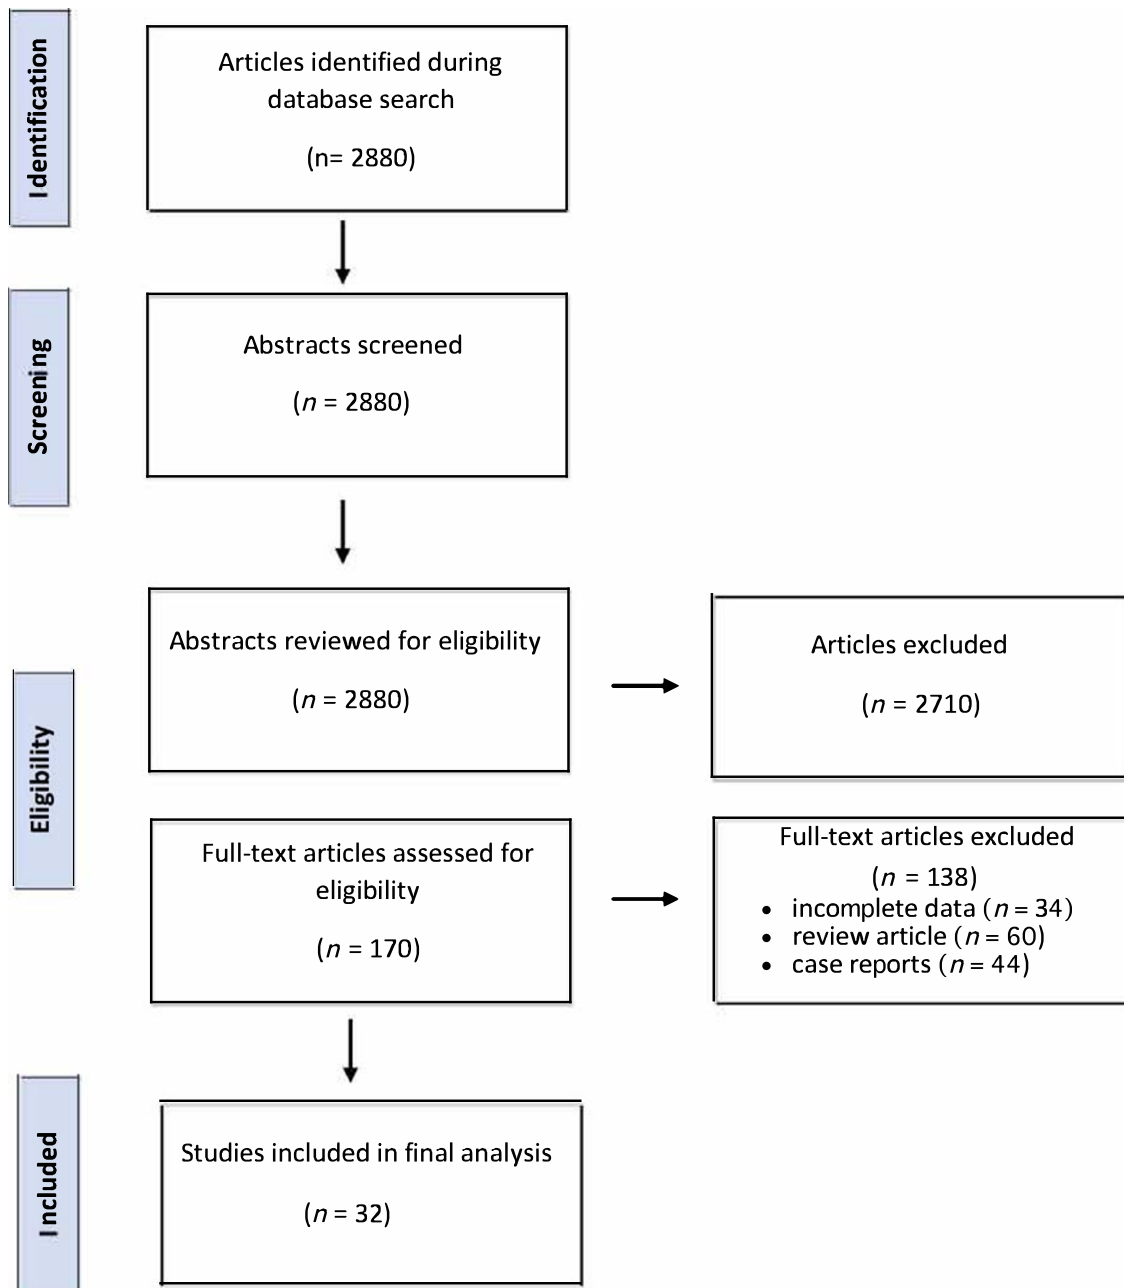 Identification
Articles identified during
database search
(n= 2880)
Screening
Abstracts screened
(n = 2880)
Eligibility
Abstracts reviewed for eligibility
(n = 2880)
Articles excluded
(n = 2710)
Full-text articles assessed for
eligibility
(n = 170)
Full-text articles excluded
(n = 138)
• incomplete data (n = 34)
• review article (n = 60)
• case reports (n = 44)
Included
Studies included in final analysis
(n = 32)